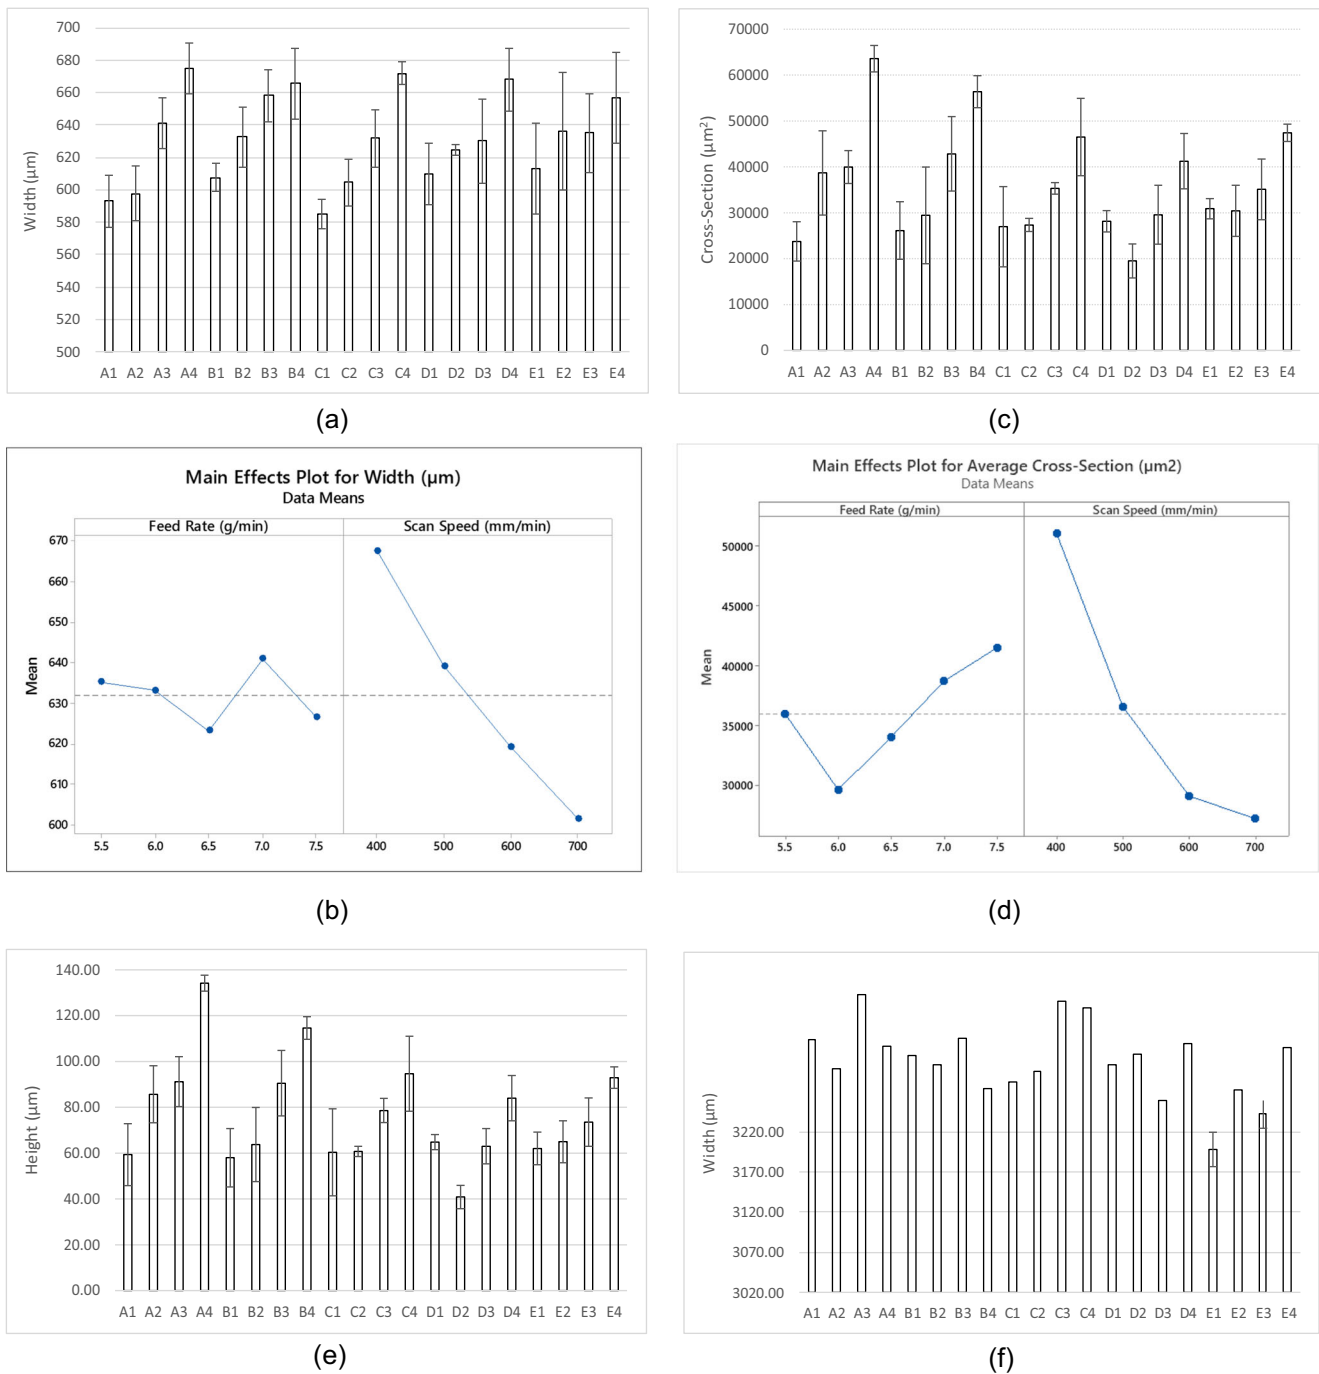 700
680
660
640
620
600
580
560
540
520
500
Width (µm)
A1 A2 A3 A4 B1 B2 B3 B4 C1 C2 C3 C4 D1 D2 D3 D4 E1 E2 E3 E4
(a)
70000
60000
50000
40000
30000
20000
10000
0
Cross-Section (µm²)
A1 A2 A3 A4 B1 B2 B3 B4 C1 C2 C3 C4 D1 D2 D3 D4 E1 E2 E3 E4
(c)
Main Effects Plot for Width (µm)
Data Means
Feed Rate (g/min) Scan Speed (mm/min)
670
660
650
640
630
620
610
600
Mean
5.5 6.0 6.5 7.0 7.5 400 500 600 700
(b)
Main Effects Plot for Average Cross-Section (µm2)
Data Means
Feed Rate (g/min) Scan Speed (mm/min)
50000
45000
40000
35000
30000
Mean
5.5 6.0 6.5 7.0 7.5 400 500 600 700
(d)
140.00
120.00
100.00
80.00
60.00
40.00
20.00
0.00
Height (µm)
A1 A2 A3 A4 B1 B2 B3 B4 C1 C2 C3 C4 D1 D2 D3 D4 E1 E2 E3 E4
(e)
3220.00
3170.00
3120.00
3070.00
3020.00
Width (µm)
A1 A2 A3 A4 B1 B2 B3 B4 C1 C2 C3 C4 D1 D2 D3 D4 E1 E2 E3 E4
(f)